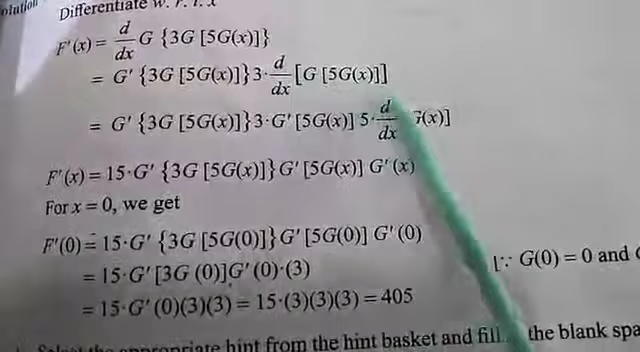 Differentiate w. r. t. x
F'(x) = d/dx G {3G [5G(x)]}
= G' {3G [5G(x)]}3·d/dx [G [5G(x)]]
= G' {3G [5G(x)]}3·G' [5G(x)] 5·d/dx G(x)]
F'(x) = 15·G' {3G [5G(x)]}G' [5G(x)] G' (x)
For x = 0, we get
F'(0) = 15·G' {3G [5G(0)]}G' [5G(0)] G' (0)
= 15·G' [3G (0)]G' (0)·(3) [∵ G(0) = 0 and
= 15·G' (0)(3)(3) = 15·(3)(3)(3) = 405
appropriate hint from the hint basket and fill the blank